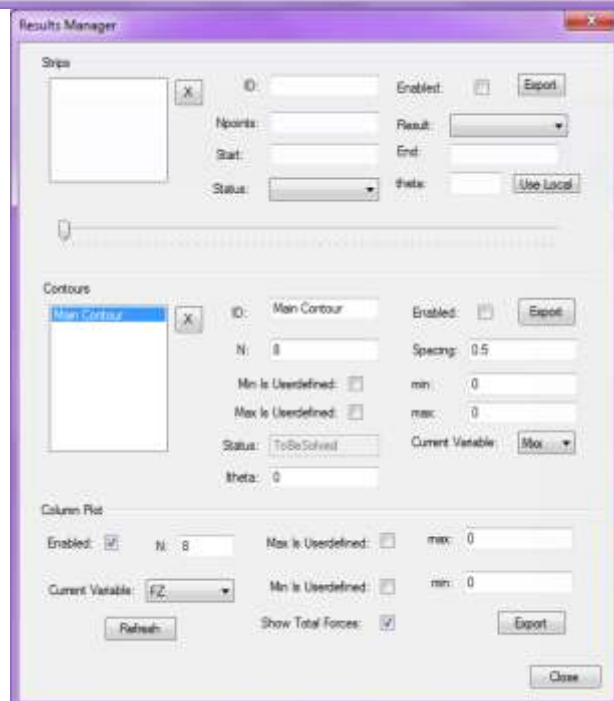 Results Manager
Strips
X
ID:
Enabled:
Export
Npoints:
Result:
Start:
End:
Status:
theta:
Use Local
Contours
Main Contour
X
ID: Main Contour
Enabled:
Export
N: 8
Spacing: 0.5
Min Is Userdefined:
min: 0
Max Is Userdefined:
max: 0
Status: ToBeSolved
Current Variable: Mxx
ltheta: 0
Column Plot
Enabled:
N: 8
Max Is Userdefined:
max: 0
Current Variable: FZ
Min Is Userdefined:
min: 0
Refresh
Show Total Forces:
Export
Close